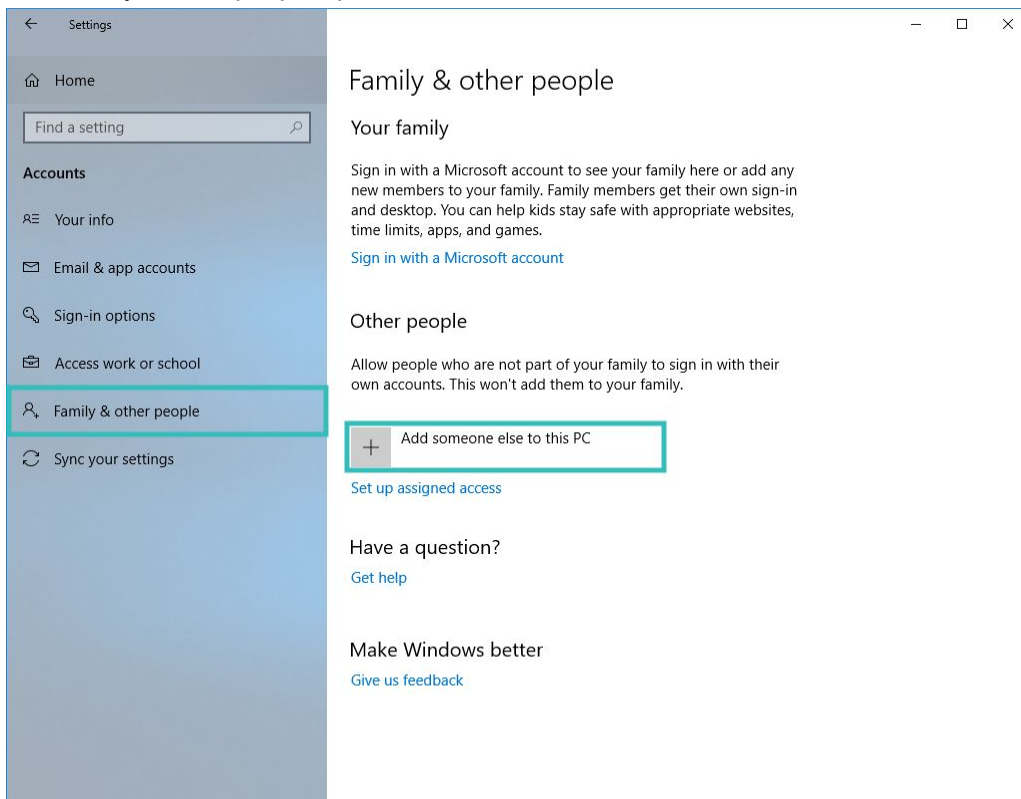 Settings
Home
Find a setting
Accounts
Your info
Email & app accounts
Sign-in options
Access work or school
Family & other people
Sync your settings
Family & other people
Your family
Sign in with a Microsoft account to see your family here or add any
new members to your family. Family members get their own sign-in
and desktop. You can help kids stay safe with appropriate websites,
time limits, apps, and games.
Sign in with a Microsoft account
Other people
Allow people who are not part of your family to sign in with their
own accounts. This won't add them to your family.
Add someone else to this PC
Set up assigned access
Have a question?
Get help
Make Windows better
Give us feedback